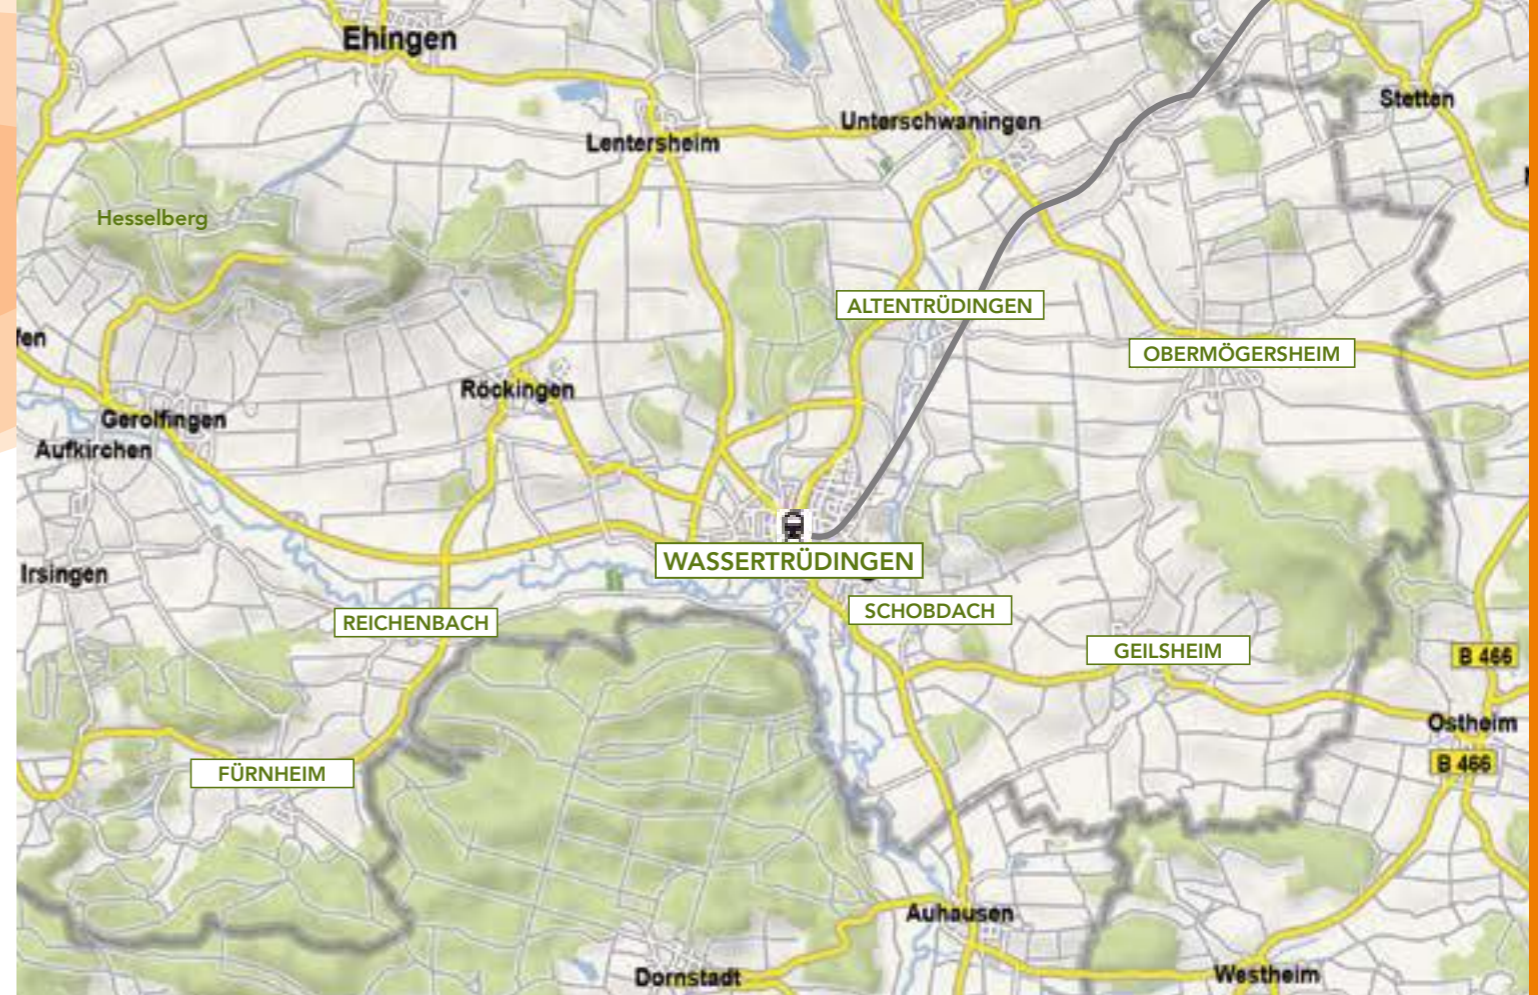 Ehingen
Stetten
Unterschwaningen
Lentersheim
Hesselberg
ALTENTRÜDINGEN
fen
OBERMÖGERSHEIM
Röckingen
Gerolfingen
Aufkirchen
WASSERTRÜDINGEN
Irsingen
SCHOBDACH
REICHENBACH
GEILSHEIM
B 466
Ostheim
B 466
FÜRNHEIM
Auhausen
Westheim
Dornstadt